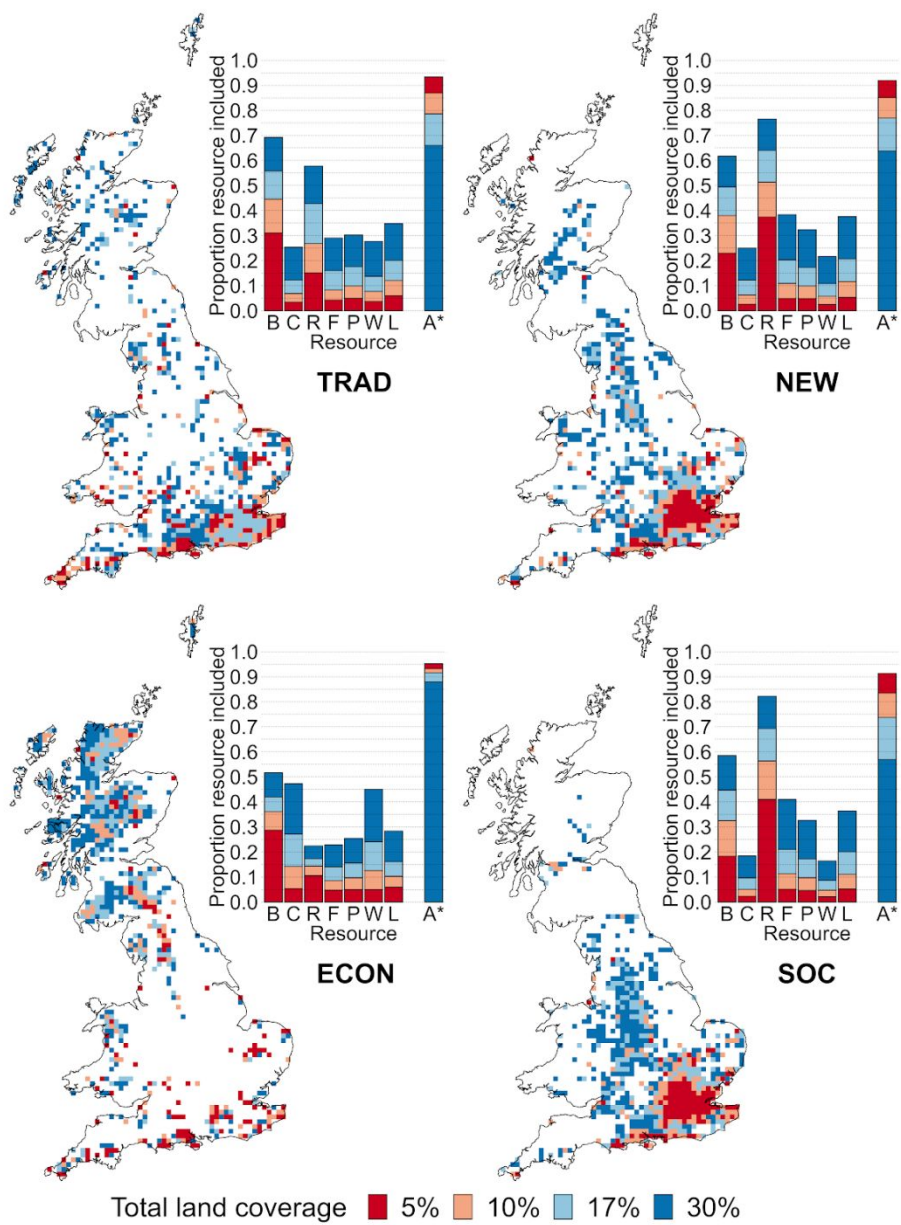 Proportion resource included
1.0
0.9
0.8
0.7
0.6
0.5
0.4
0.3
0.2
0.1
0.0
B C R F P W L A*
Resource
TRAD
Proportion resource included
1.0
0.9
0.8
0.7
0.6
0.5
0.4
0.3
0.2
0.1
0.0
B C R F P W L A*
Resource
NEW
Proportion resource included
1.0
0.9
0.8
0.7
0.6
0.5
0.4
0.3
0.2
0.1
0.0
B C R F P W L A*
Resource
ECON
Proportion resource included
1.0
0.9
0.8
0.7
0.6
0.5
0.4
0.3
0.2
0.1
0.0
B C R F P W L A*
Resource
SOC
Total land coverage 5% 10% 17% 30%